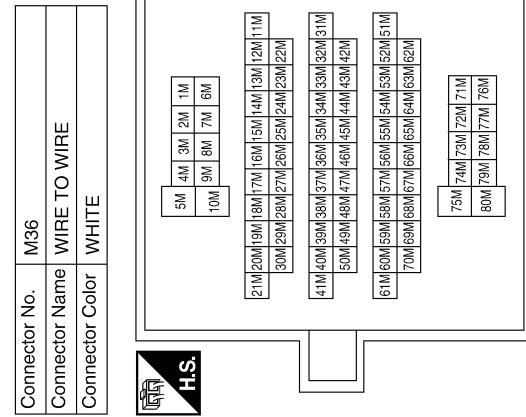 Connector No. M36
Connector Name WIRE TO WIRE
Connector Color WHITE
H.S.
5M 4M 3M 2M 1M
10M 9M 8M 7M 6M
21M 20M 19M 18M 17M 16M 15M 14M 13M 12M 11M
30M 29M 28M 27M 26M 25M 24M 23M 22M
41M 40M 39M 38M 37M 36M 35M 34M 33M 32M 31M
50M 49M 48M 47M 46M 45M 44M 43M 42M
61M 60M 59M 58M 57M 56M 55M 54M 53M 52M 51M
70M 69M 68M 67M 66M 65M 64M 63M 62M
75M 74M 73M 72M 71M
80M 79M 78M 77M 76M